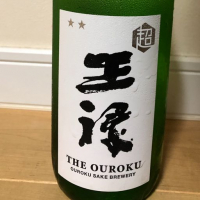 ★★
超
王
祿
THE OUROKU
OUROKU SAKE BREWERY